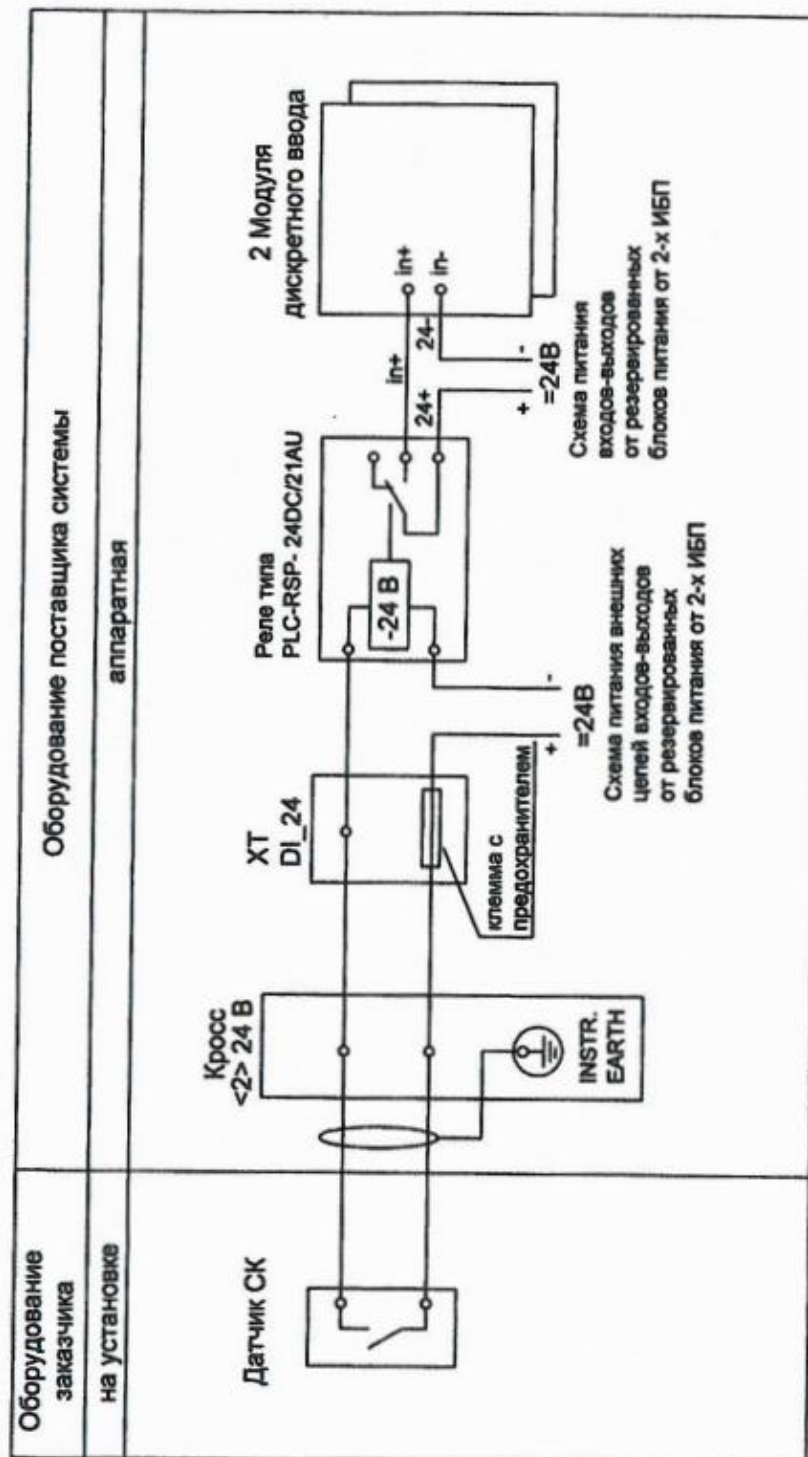 Оборудование
заказчика
Оборудование поставщика системы
на установке
аппаратная
Датчик СК
Кросс
<2> 24 В
INSTR.
EARTH
XT
DI_24
клемма с
предохранителем
Реле типа
PLC-RSP- 24DC/21AU
-24 В
+
-
=24В
Схема питания внешних
цепей входов-выходов
от резервированных
блоков питания от 2-х ИБП
2 Модуля
дискретного ввода
in+
in+
24-
in-
24+
+
-
=24В
Схема питания
входов-выходов
от резервированных
блоков питания от 2-х ИБП